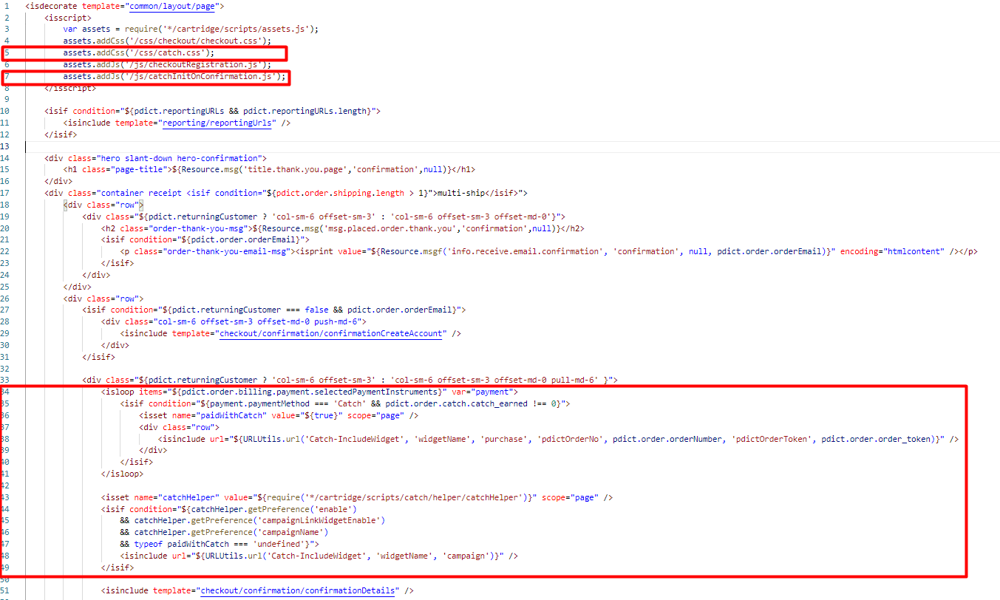 1 <isdecorate template="common/layout/page">
2 <isscript>
3 var assets = require('*/cartridge/scripts/assets.js');
4 assets.addCss('/css/checkout/checkout.css');
5 assets.addCss('/css/catch.css');
6 assets.addJs('/js/checkoutRegistration.js');
7 assets.addJs('/js/catchInitOnConfirmation.js');
8 </isscript>
9
10 <isif condition="${pdict.reportingURLs && pdict.reportingURLs.length}">
11 <isinclude template="reporting/reportingUrls" />
12 </isif>
13
14 <div class="hero slant-down hero-confirmation">
15 <h1 class="page-title">${Resource.msg('title.thank.you.page','confirmation',null)}</h1>
16 </div>
17 <div class="container receipt <isif condition="${pdict.order.shipping.length > 1}">multi-ship</isif>">
18 <div class="row">
19 <div class="${pdict.returningCustomer ? 'col-sm-6 offset-sm-3' : 'col-sm-6 offset-sm-3 offset-md-0'}">
20 <h2 class="order-thank-you-msg">${Resource.msg('msg.placed.order.thank.you','confirmation',null)}</h2>
21 <isif condition="${pdict.order.orderEmail}">
22 <p class="order-thank-you-email-msg"><isprint value="${Resource.msgf('info.receive.email.confirmation', 'confirmation', null, pdict.order.orderEmail)}" encoding="htmlcontent" /></p>
23 </isif>
24 </div>
25 </div>
26 <div class="row">
27 <isif condition="${pdict.returningCustomer === false && pdict.order.orderEmail}">
28 <div class="col-sm-6 offset-sm-3 offset-md-0 push-md-6">
29 <isinclude template="checkout/confirmation/confirmationCreateAccount" />
30 </div>
31 </isif>
32
33 <div class="${pdict.returningCustomer ? 'col-sm-6 offset-sm-3' : 'col-sm-6 offset-sm-3 offset-md-0 pull-md-6' }">
34 <isloop items="${pdict.order.billing.payment.selectedPaymentInstruments}" var="payment">
35 <isif condition="${payment.paymentMethod === 'Catch' && pdict.order.catch.catch_earned !== 0}">
36 <isset name="paidWithCatch" value="${true}" scope="page" />
37 <div class="row">
38 <isinclude url="${URLUtils.url('Catch-IncludeWidget', 'widgetName', 'purchase', 'pdictOrderNo', pdict.order.orderNumber, 'pdictOrderToken', pdict.order.order_token)}" />
39 </div>
40 </isif>
41 </isloop>
42
43 <isset name="catchHelper" value="${require('*/cartridge/scripts/catch/helper/catchHelper')}" scope="page" />
44 <isif condition="${catchHelper.getPreference('enable')
45 && catchHelper.getPreference('campaignLinkWidgetEnable')
46 && catchHelper.getPreference('campaignName')
47 && typeof paidWithCatch === 'undefined'}">
48 <isinclude url="${URLUtils.url('Catch-IncludeWidget', 'widgetName', 'campaign')}" />
49 </isif>
50
51 <isinclude template="checkout/confirmation/confirmationDetails" />